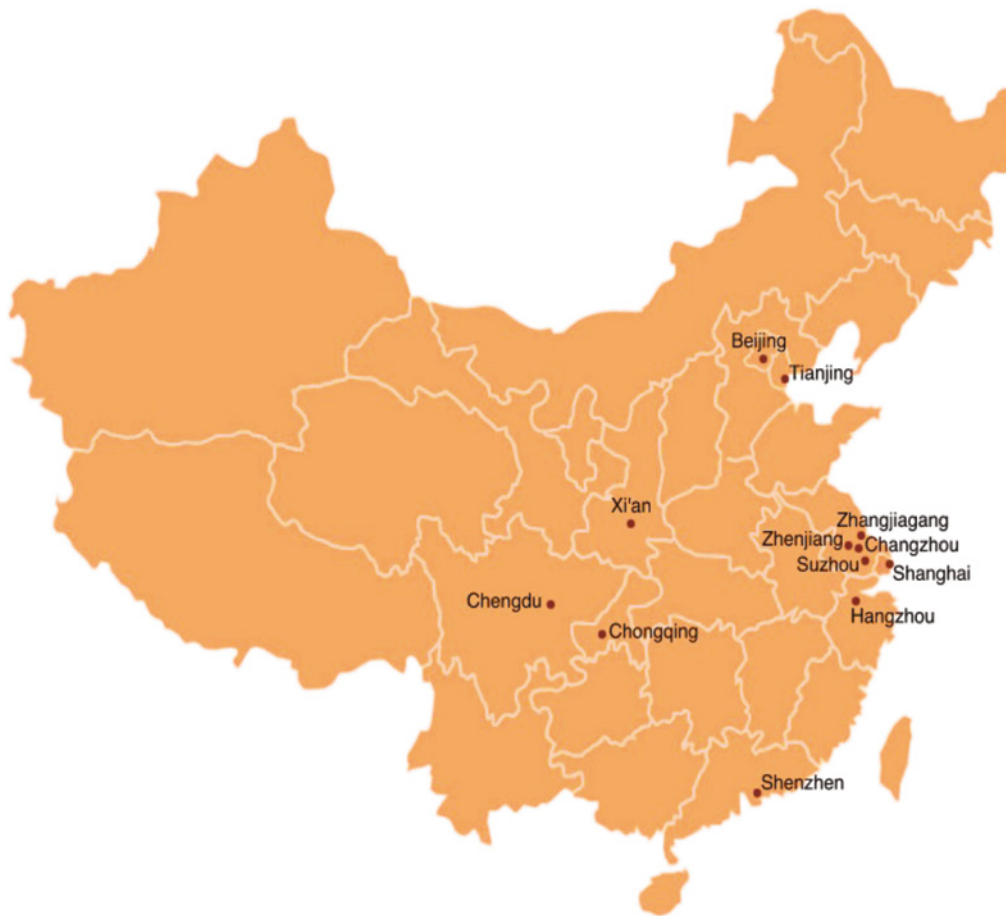 Beijing
Tianjing
Xi'an
Zhangjiagang
Zhenjiang
Changzhou
Suzhou
Shanghai
Chengdu
Hangzhou
Chongqing
Shenzhen